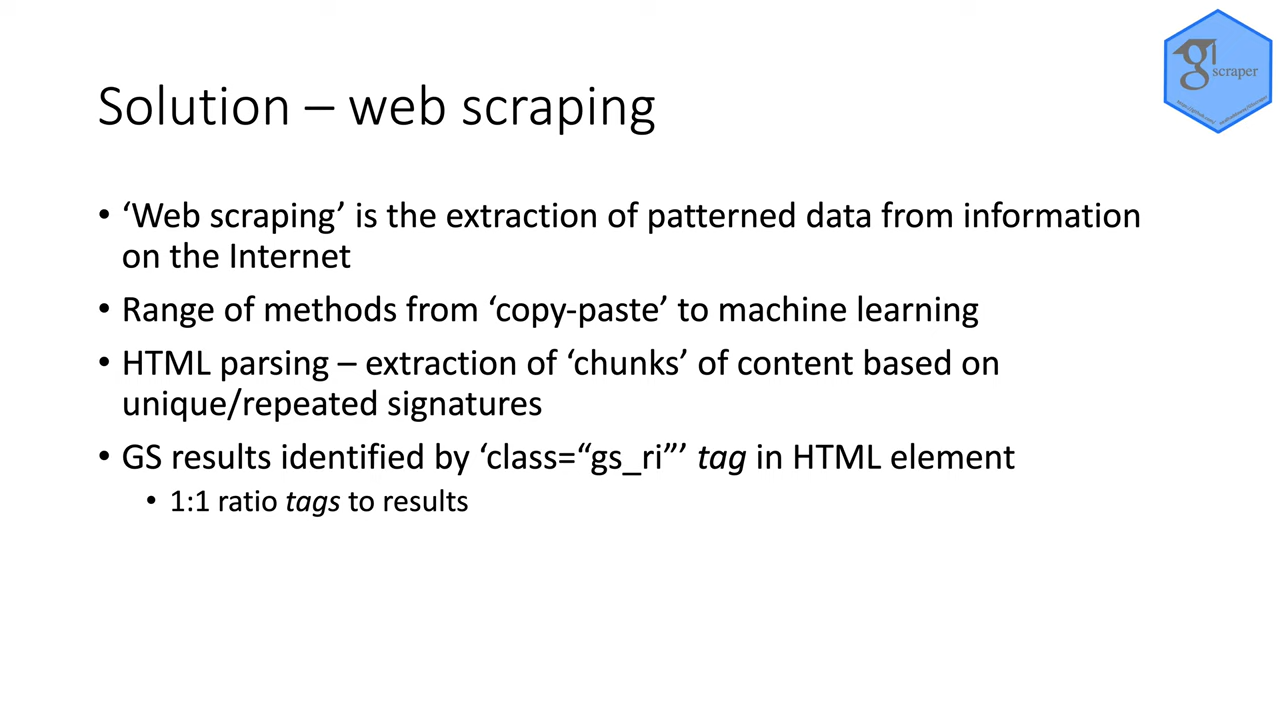 g
scraper
Solution – web scraping
• ‘Web scraping’ is the extraction of patterned data from information
on the Internet
• Range of methods from ‘copy-paste’ to machine learning
• HTML parsing – extraction of ‘chunks’ of content based on
unique/repeated signatures
• GS results identified by ‘class=“gs_ri”’ tag in HTML element
• 1:1 ratio tags to results